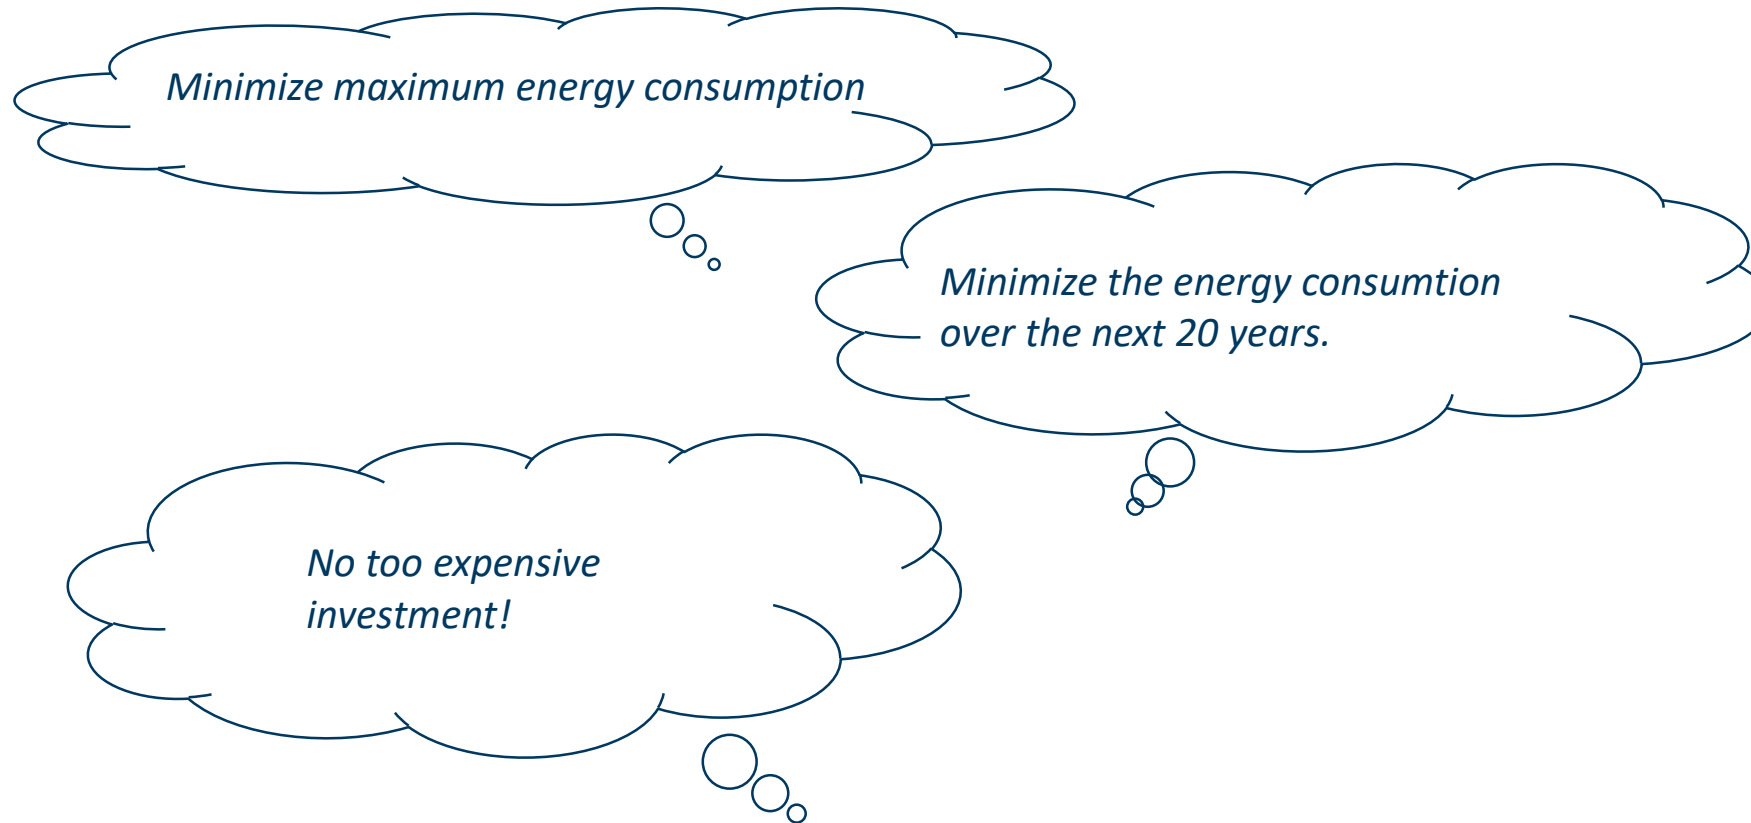 Minimize maximum energy consumption
Minimize the energy consumtion
over the next 20 years.
No too expensive
investment!